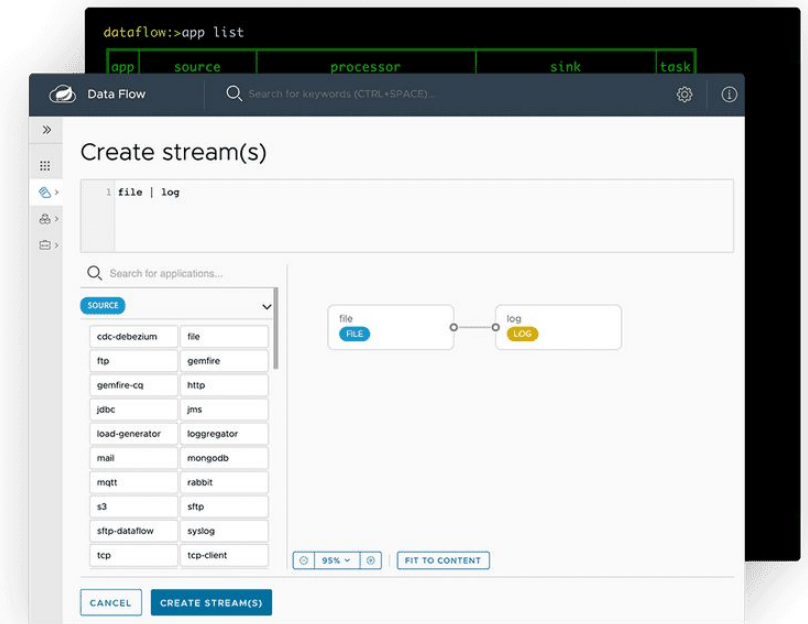 dataflow:>app list
app source processor sink task
Data Flow Search for keywords (CTRL+SPACE)...
Create stream(s)
1 file | log
Search for applications...
SOURCE
cdc-debezium file
ftp gemfire
gemfire-cq http
jdbc jms
load-generator loggregator
mail mongodb
mqtt rabbit
s3 sftp
sftp-dataflow syslog
tcp tcp-client
file
FILE
log
LOG
95% FIT TO CONTENT
CANCEL CREATE STREAM(S)